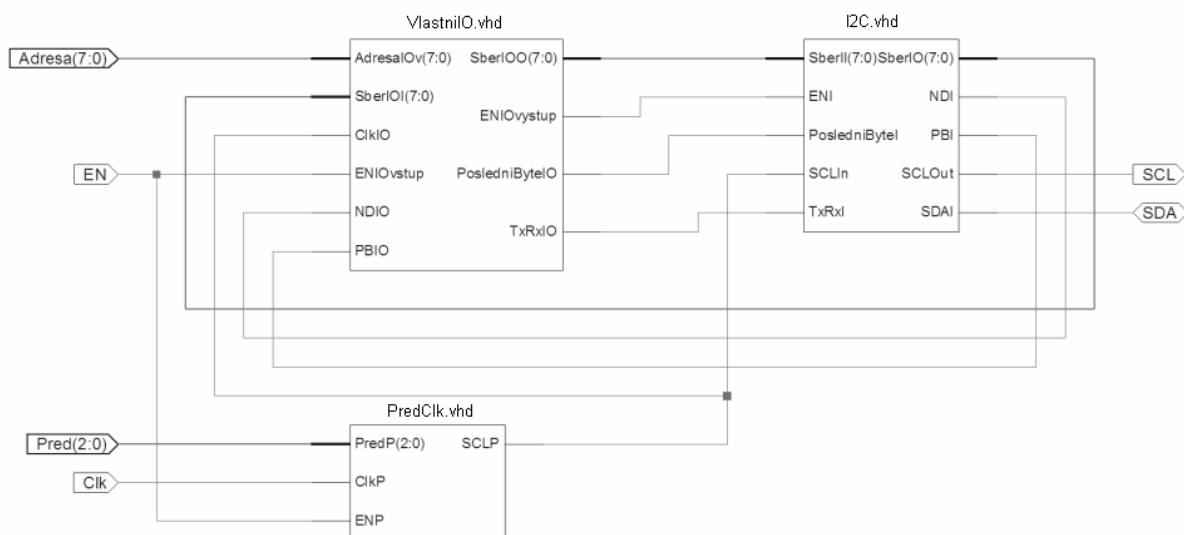 VlastniIO.vhd
I2C.vhd
Adresa(7:0)
AdresaIOv(7:0) SberIOO(7:0)
SberII(7:0)SberIO(7:0)
SberIOI(7:0)
ENIOvystup
ENI NDI
ClkIO
PosledniByteI PBI
EN
ENIOvstup PosledniByteIO
SCLIn SCLOut
SCL
NDIO
TxRxIO
TxRxI SDAI
SDA
PBIO
PredClk.vhd
Pred(2:0)
PredP(2:0) SCLP
Clk
ClkP
ENP